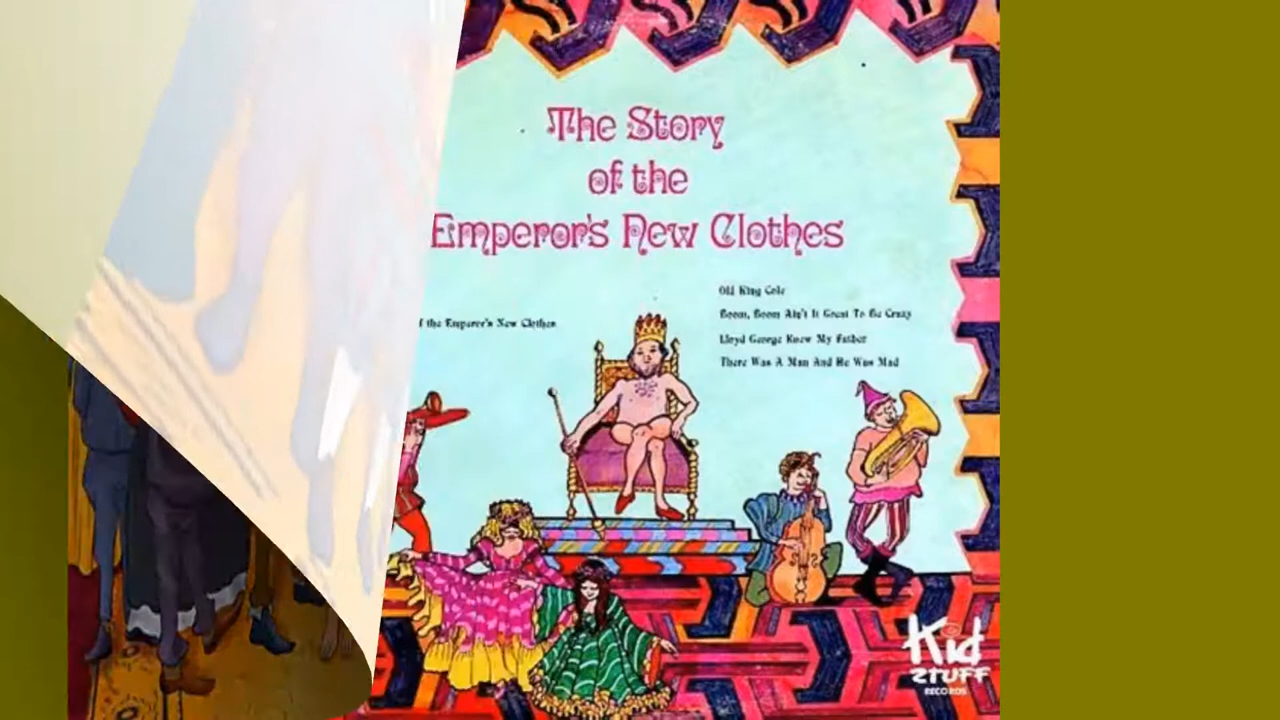 The Story
of the
Emperor's New Clothes
Old King Cole
f the Emperor's New Clothes
Boom, Boom Ain't It Great To Be Crazy
Lloyd George Knew My Father
There Was A Man And He Was Mad
Kid
STUFF
RECORDS